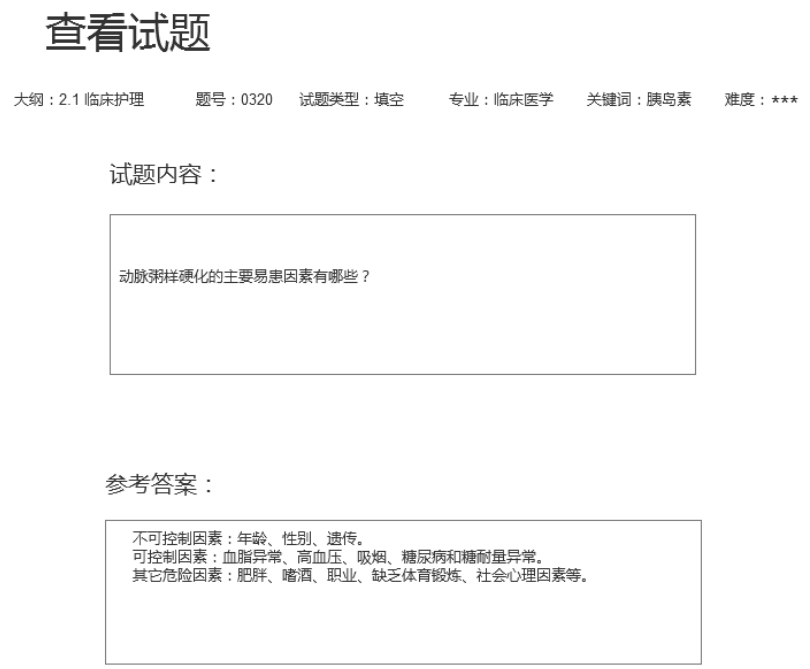 查看试题
大纲：2.1 临床护理 题号：0320 试题类型：填空 专业：临床医学 关键词：胰岛素 难度：***
试题内容：
动脉粥样硬化的主要易患因素有哪些？
参考答案：
不可控制因素：年龄、性别、遗传。
可控制因素：血脂异常、高血压、吸烟、糖尿病和糖耐量异常。
其它危险因素：肥胖、嗜酒、职业、缺乏体育锻炼、社会心理因素等。